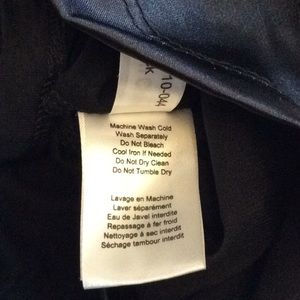 10-044
Machine Wash Cold
Wash Separately
Do Not Bleach
Cool Iron if Needed
Do Not Dry Clean
Do Not Tumble Dry
Lavage en Machine
Laver séparément
Eau de Javel interdite
Repassage à fer froid
Nettoyage à sec interdit
Séchage tambour interdit